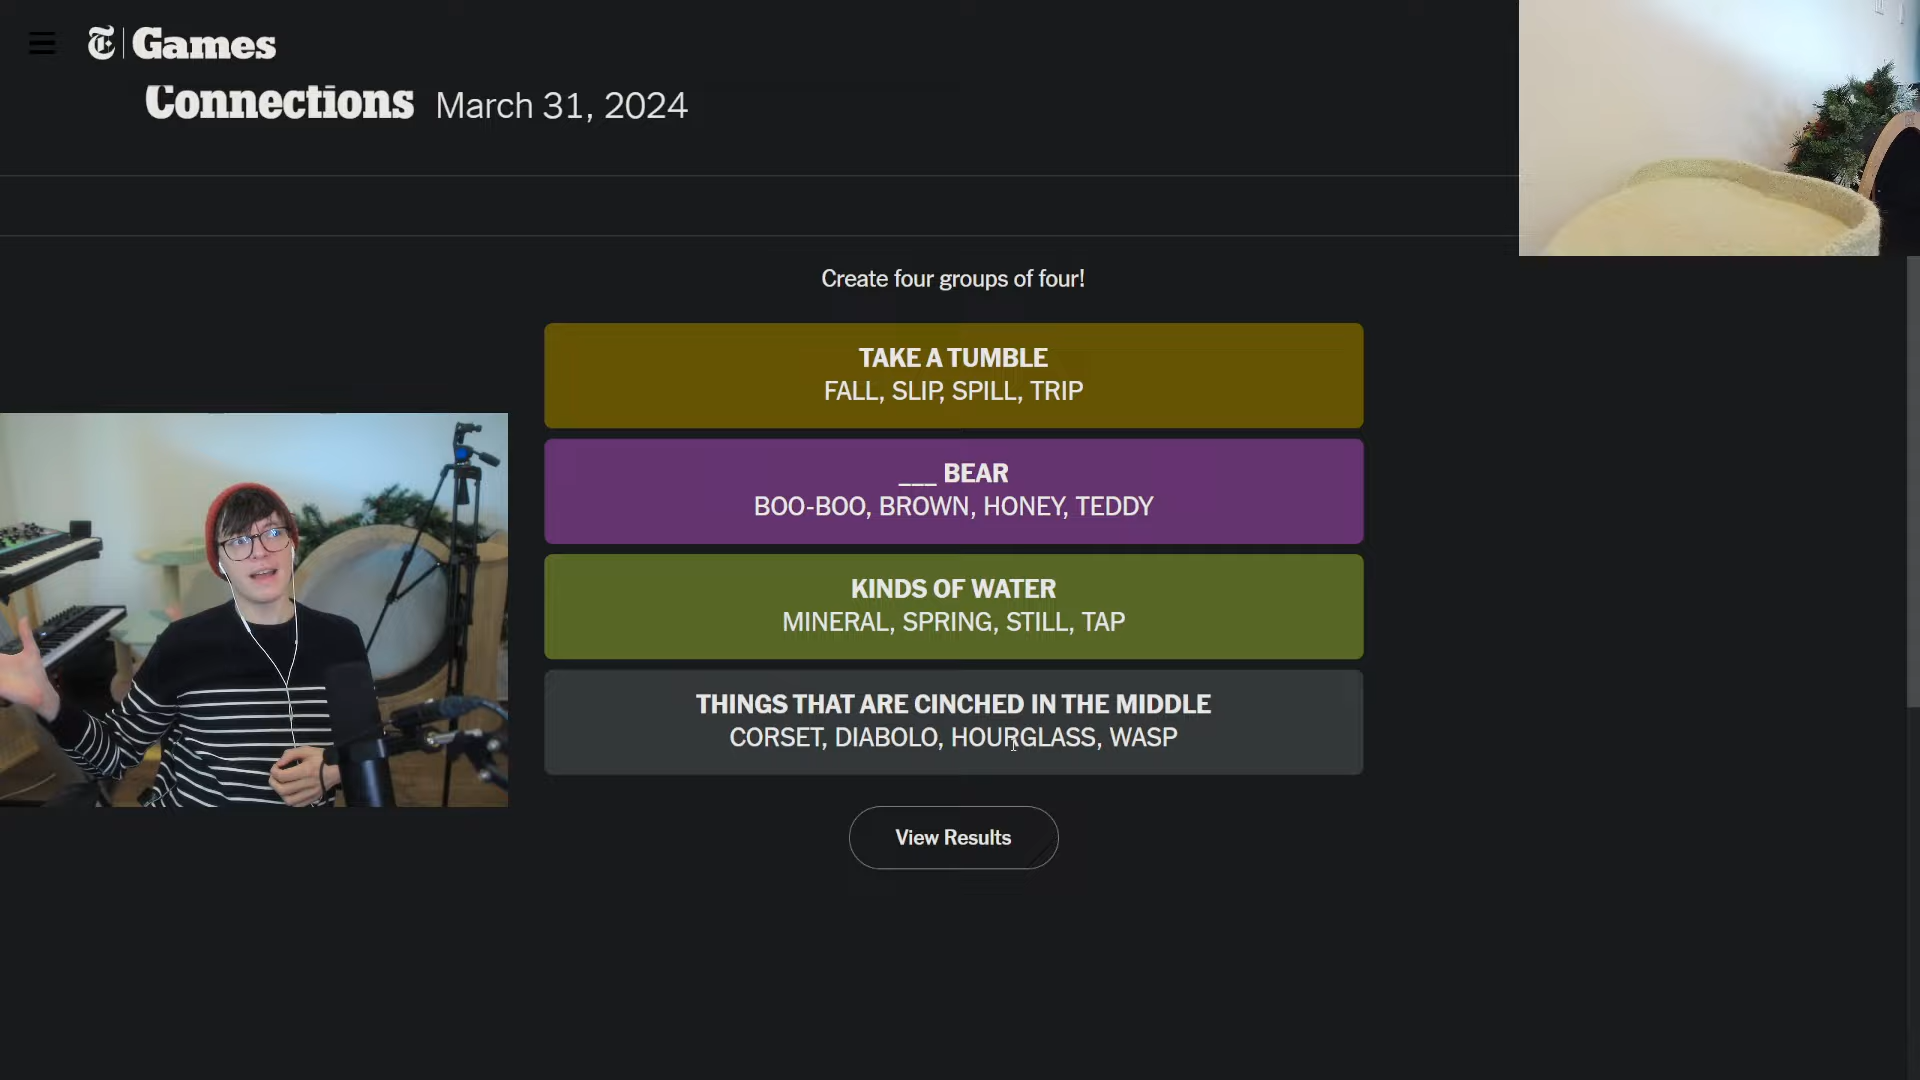 Games
Connections March 31, 2024
Create four groups of four!
TAKE A TUMBLE
FALL, SLIP, SPILL, TRIP
___ BEAR
BOO-BOO, BROWN, HONEY, TEDDY
KINDS OF WATER
MINERAL, SPRING, STILL, TAP
THINGS THAT ARE CINCHED IN THE MIDDLE
CORSET, DIABOLO, HOURGLASS, WASP
View Results